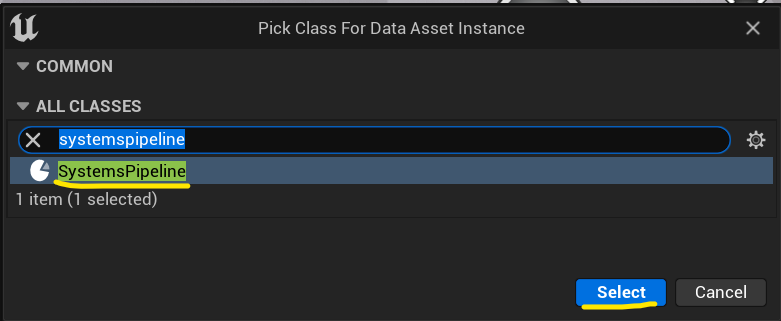 Pick Class For Data Asset Instance
COMMON
ALL CLASSES
systemspipeline
SystemsPipeline
1 item (1 selected)
Select
Cancel